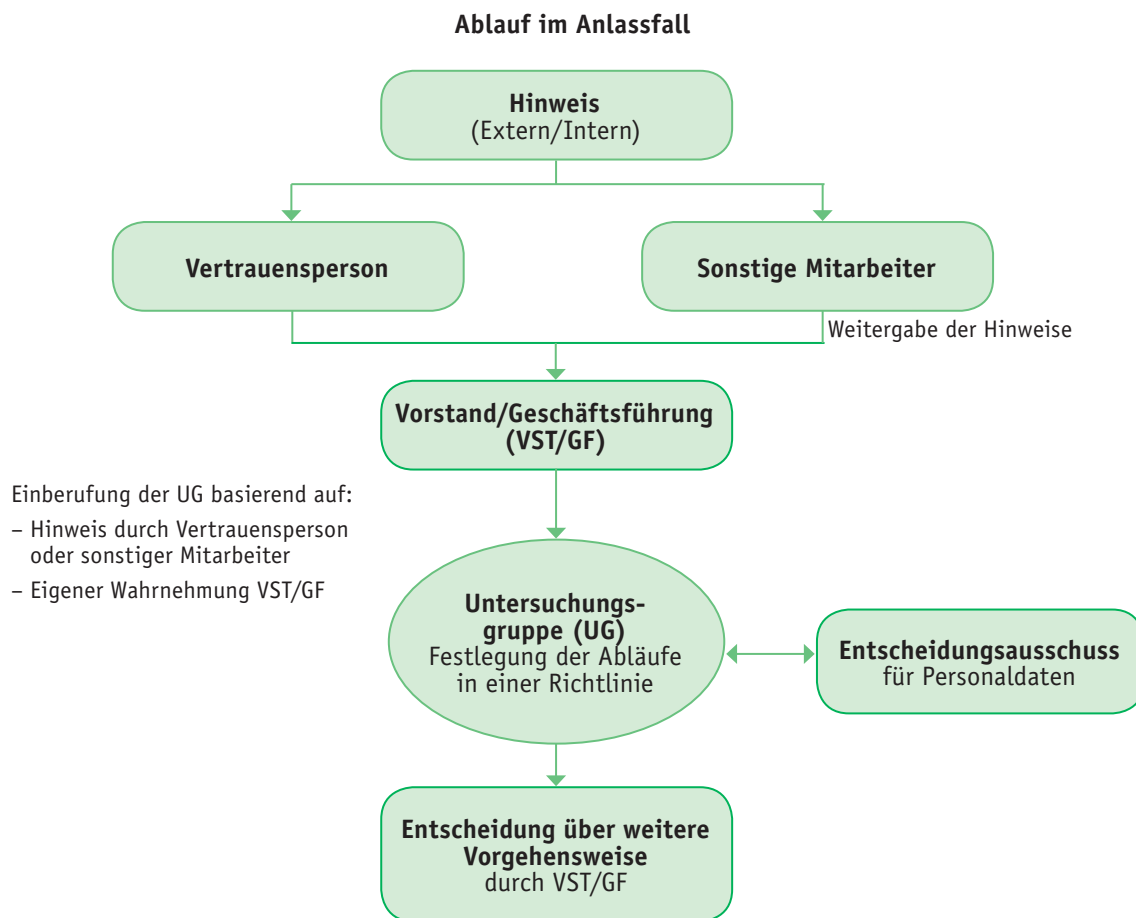 Ablauf im Anlassfall
Hinweis
(Extern/Intern)
Vertrauensperson
Sonstige Mitarbeiter
Weitergabe der Hinweise
Vorstand/Geschäftsführung
(VST/GF)
Einberufung der UG basierend auf:
– Hinweis durch Vertrauensperson
oder sonstiger Mitarbeiter
– Eigener Wahrnehmung VST/GF
Untersuchungs-
gruppe (UG)
Festlegung der Abläufe
in einer Richtlinie
Entscheidungsausschuss
für Personaldaten
Entscheidung über weitere
Vorgehensweise
durch VST/GF